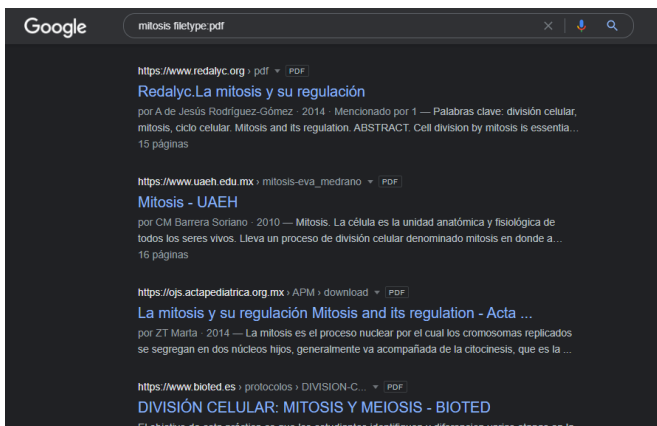 Google
mitosis filetype:pdf
https://www.redalyc.org › pdf PDF
Redalyc.La mitosis y su regulación
por A de Jesús Rodríguez-Gómez · 2014 · Mencionado por 1 — Palabras clave: división celular,
mitosis, ciclo celular. Mitosis and its regulation. ABSTRACT. Cell division by mitosis is essentia...
15 páginas
https://www.uaeh.edu.mx › mitosis-eva_medrano PDF
Mitosis - UAEH
por CM Barrera Soriano · 2010 — Mitosis. La célula es la unidad anatómica y fisiológica de
todos los seres vivos. Lleva un proceso de división celular denominado mitosis en donde a...
16 páginas
https://ojs.actapediatrica.org.mx › APM › download PDF
La mitosis y su regulación Mitosis and its regulation - Acta ...
por ZT Marta · 2014 — La mitosis es el proceso nuclear por el cual los cromosomas replicados
se segregan en dos núcleos hijos, generalmente va acompañada de la citocinesis, que es la ...
https://www.bioted.es › protocolos › DIVISION-C... PDF
DIVISIÓN CELULAR: MITOSIS Y MEIOSIS - BIOTED